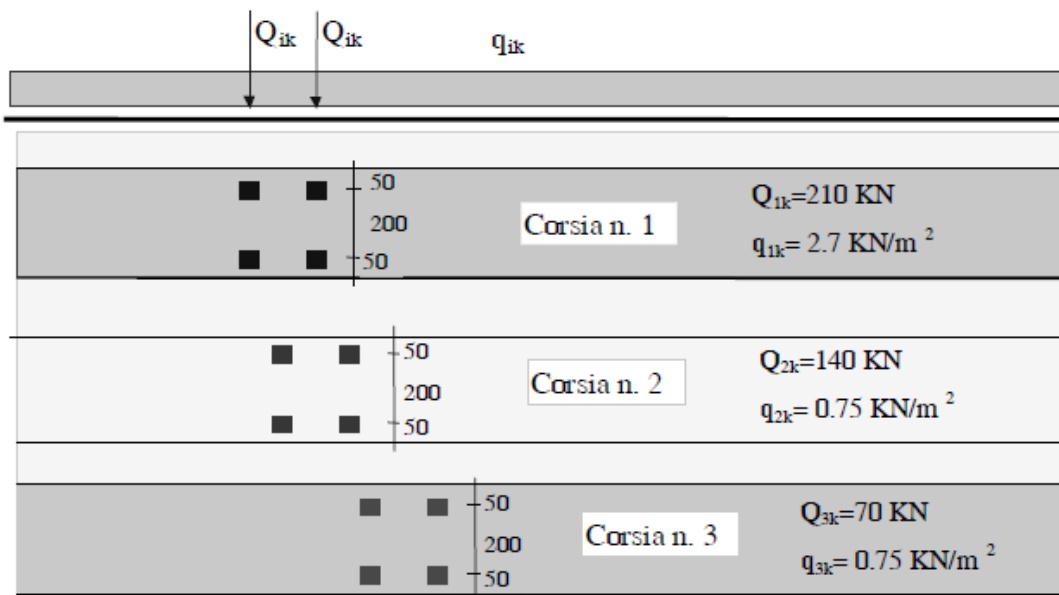 Qik Qik qik
50
200
50
Corsia n. 1
Q1k=210 KN
q1k= 2.7 KN/m 2
50
200
50
Corsia n. 2
Q2k=140 KN
q2k= 0.75 KN/m 2
50
200
50
Corsia n. 3
Q3k=70 KN
q3k= 0.75 KN/m 2